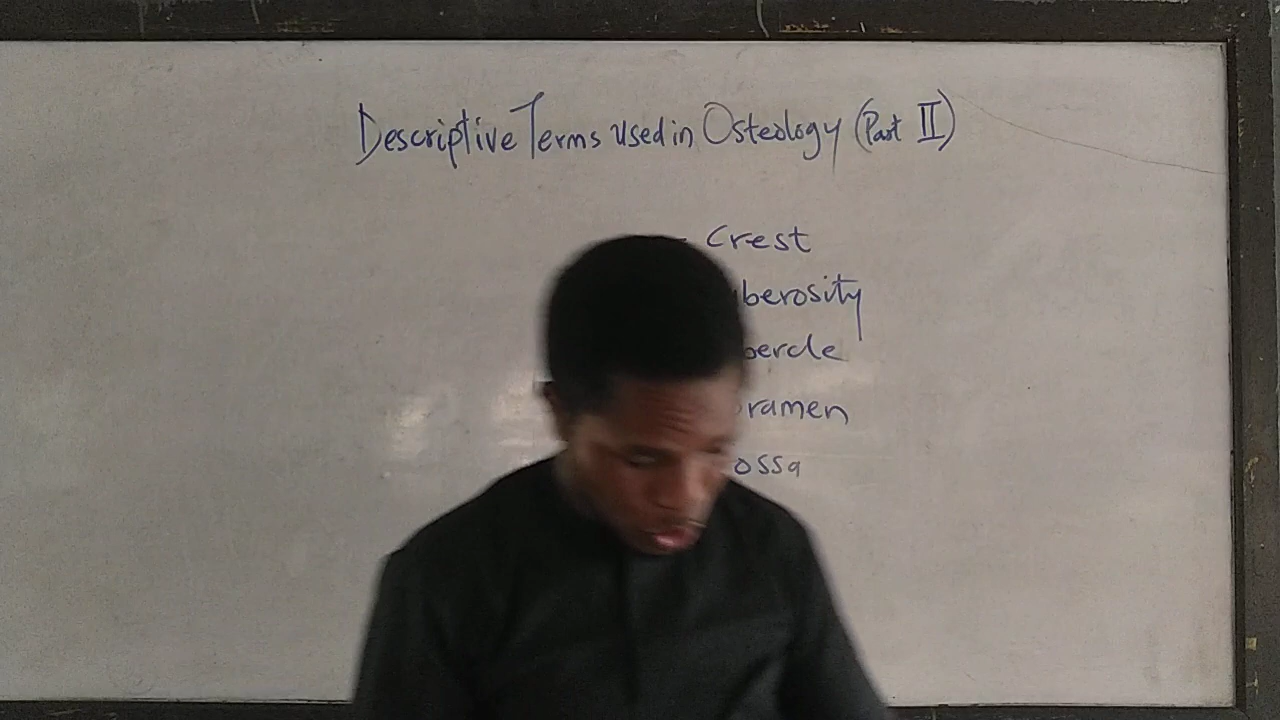 Descriptive Terms used in Osteology (Part II)
- Crest
berosity
bercle
ramen
ossa